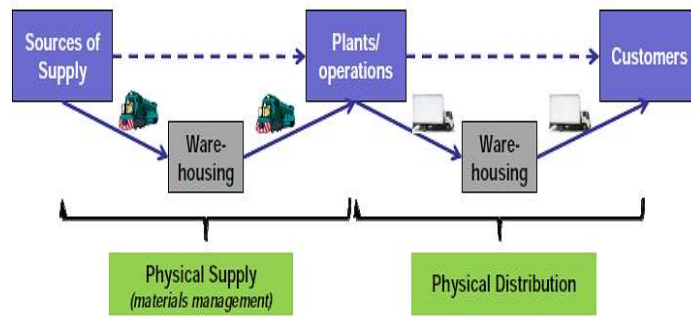 Sources of
Supply
Plants/
operations
Customers
Ware-
housing
Ware-
housing
Physical Supply
(materials management)
Physical Distribution